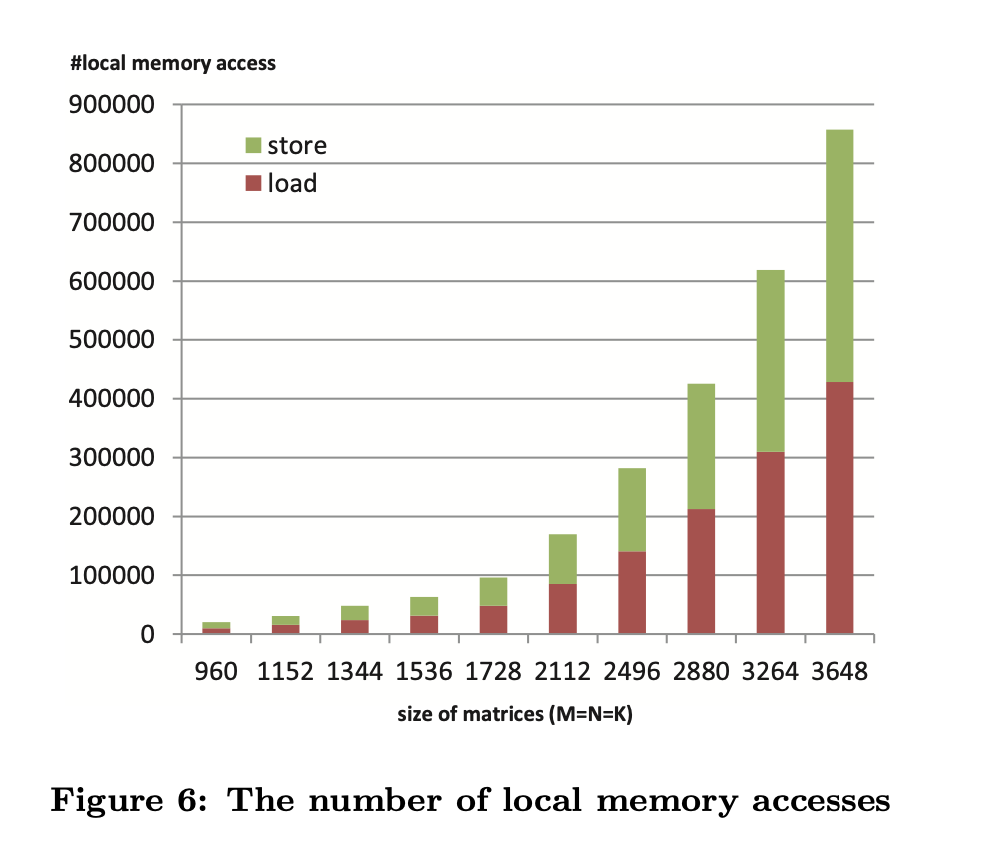 #local memory access
900000
800000
700000
600000
500000
400000
300000
200000
100000
0
store
load
960 1152 1344 1536 1728 2112 2496 2880 3264 3648
size of matrices (M=N=K)
Figure 6: The number of local memory accesses